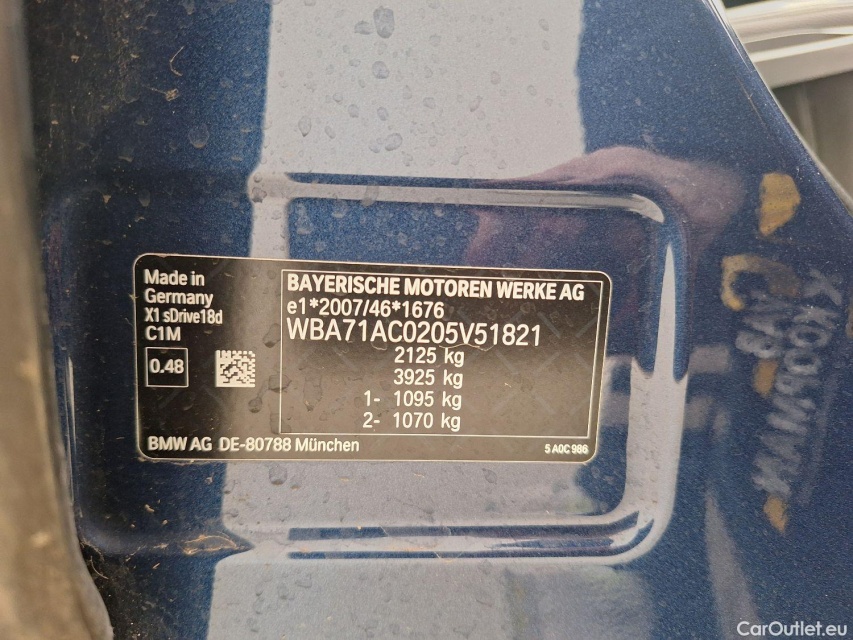 Made in
Germany
X1 sDrive18d
C1M
0.48
BAYERISCHE MOTOREN WERKE AG
e1*2007/46*1676
WBA71AC0205V51821
2125 kg
3925 kg
1- 1095 kg
2- 1070 kg
BMW AG DE-80788 München
5 A0C 986
CarOutlet.eu